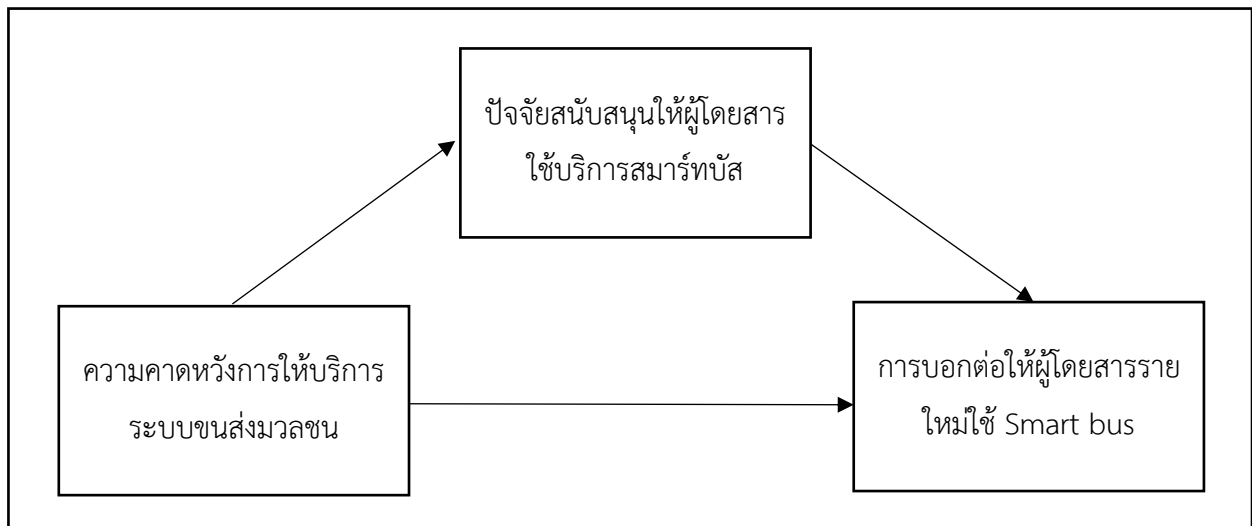 ปัจจัยสนับสนุนให้ผู้โดยสาร
ใช้บริการสมาร์ทบัส
ความคาดหวังการให้บริการ
ระบบขนส่งมวลชน
การบอกต่อให้ผู้โดยสารราย
ใหม่ใช้ Smart bus